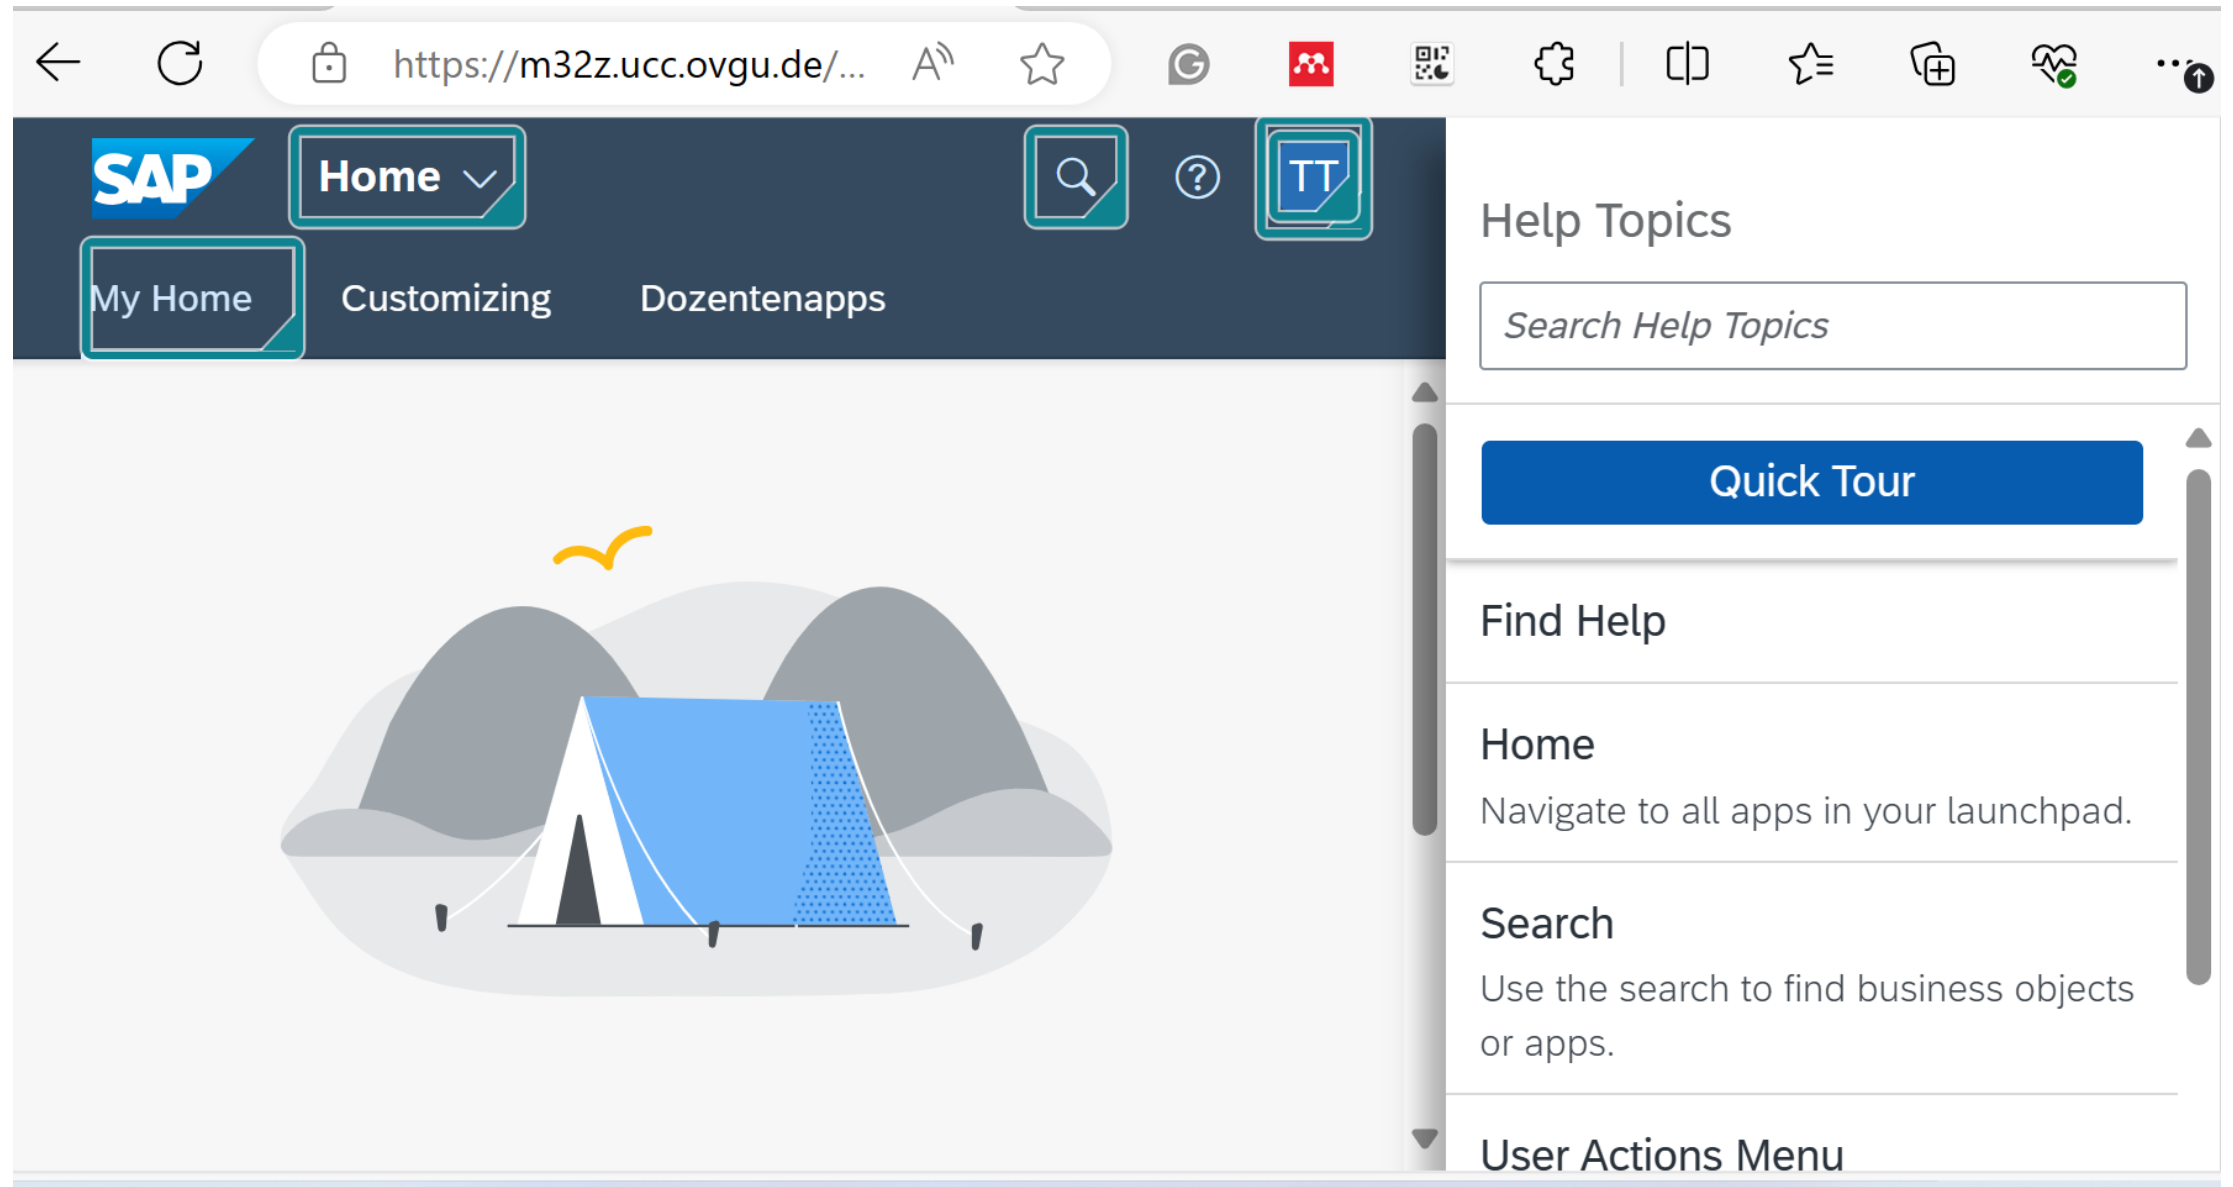 https://m32z.ucc.ovgu.de/...
SAP
Home
TT
My Home
Customizing
Dozentenapps
Help Topics
Search Help Topics
Quick Tour
Find Help
Home
Navigate to all apps in your launchpad.
Search
Use the search to find business objects
or apps.
User Actions Menu